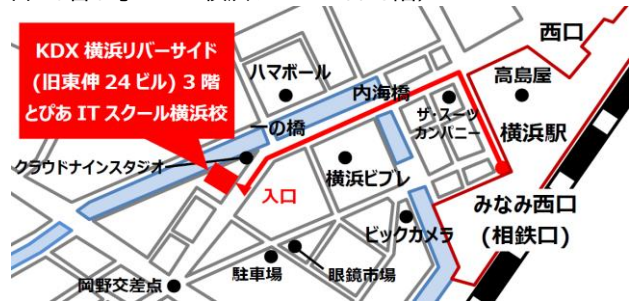 西口
KDX 横浜リバーサイド
(旧東伸 24 ビル) 3 階
とぴあ IT スクール横浜校
ハマボール
内海橋
高島屋
ザ・スーツ
カンパニー
横浜駅
一の橋
クラウドナインスタジオ
横浜ビブレ
入口
みなみ西口
(相鉄口)
ビックカメラ
駐車場
眼鏡市場
岡野交差点